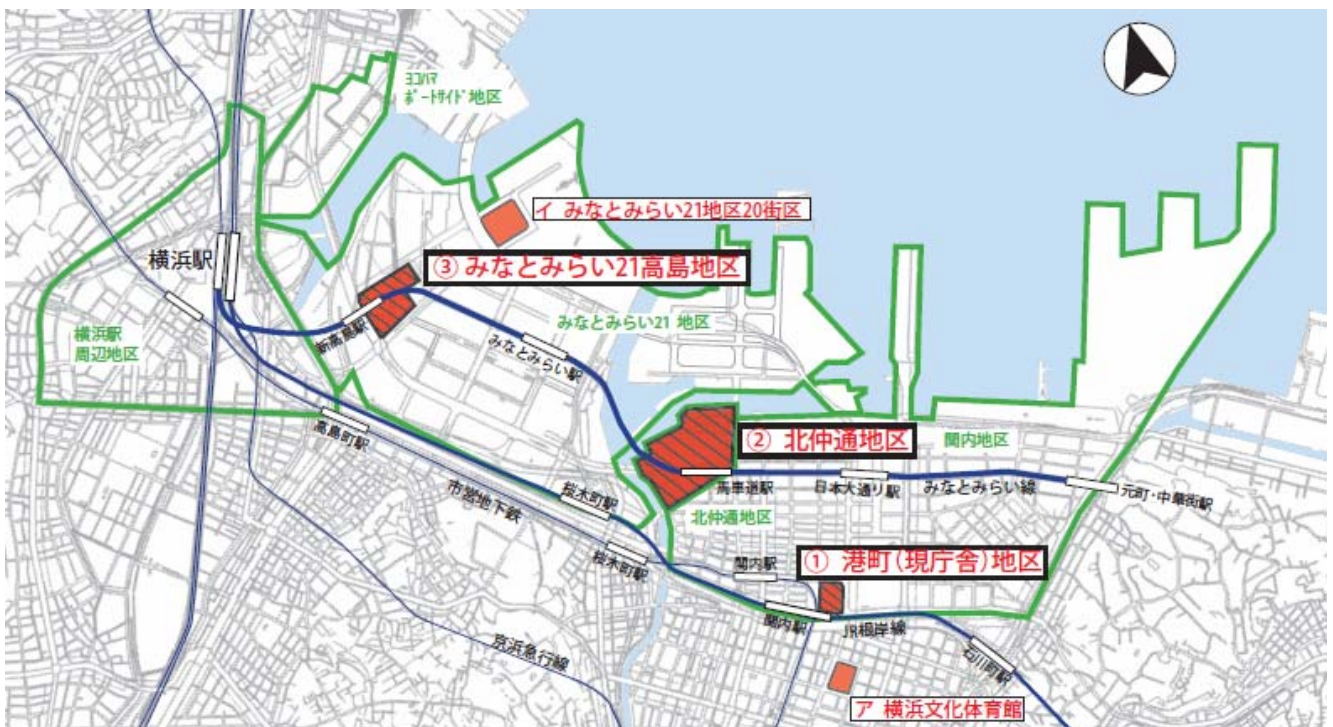 ﾖｺﾊﾏ
ﾎﾟｰﾄｻｲﾄﾞ地区
イ みなとみらい21地区20街区
横浜駅
③ みなとみらい21高島地区
みなとみらい21 地区
新高島駅
横浜駅
周辺地区
みなとみらい駅
高島町駅
② 北仲通地区
関内地区
馬車道駅
日本大通り駅
みなとみらい線
元町・中華街駅
市営地下鉄
桜木町駅
北仲通地区
桜木町駅
関内駅
① 港町(現庁舎)地区
関内駅
JR根岸線
石川町駅
京浜急行線
ア 横浜文化体育館